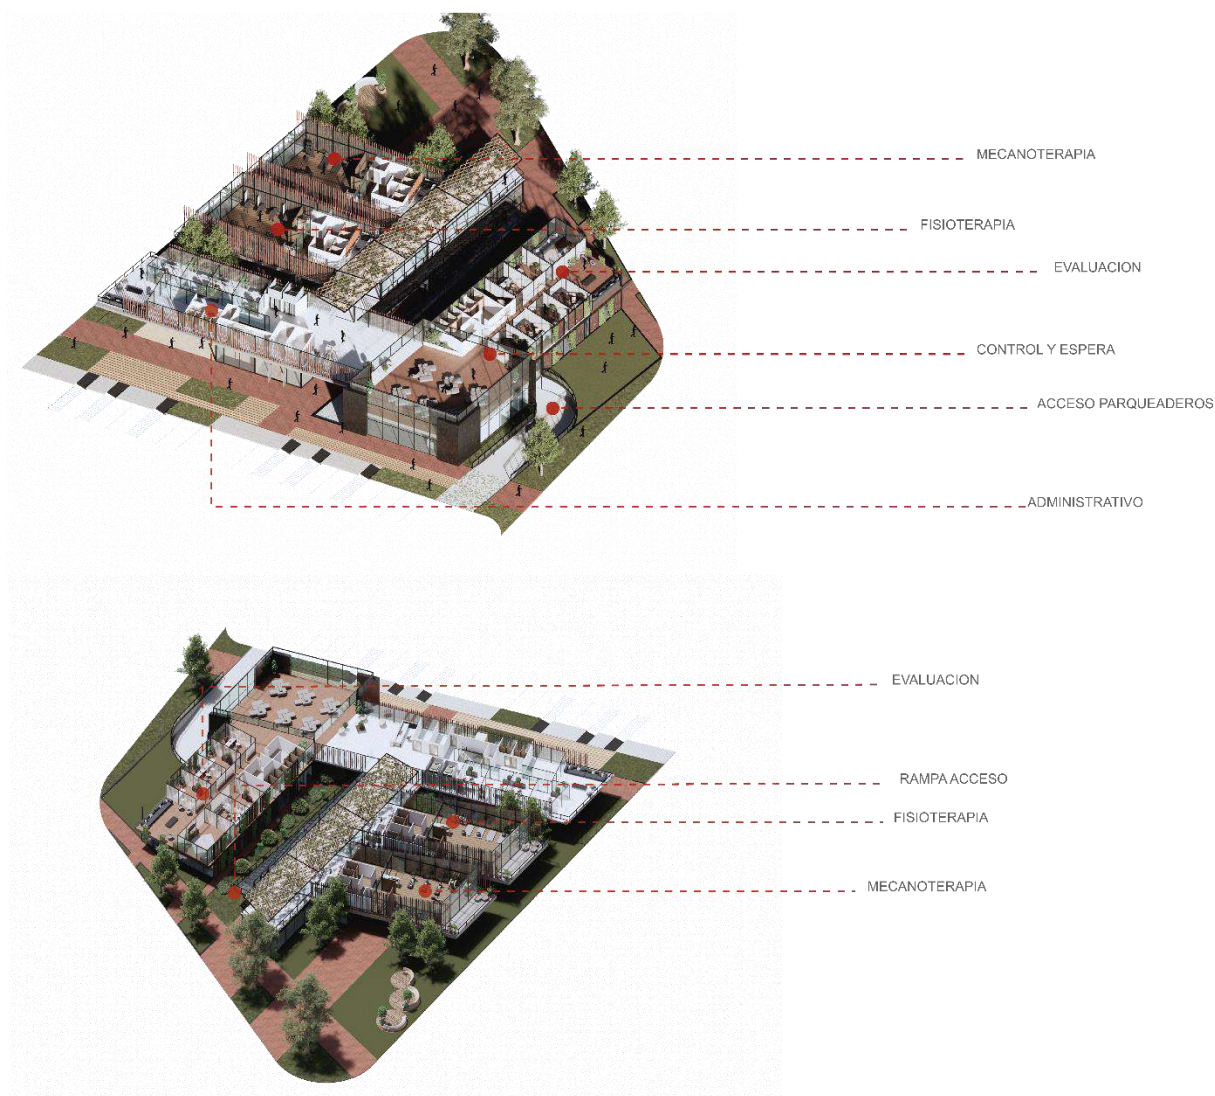 MECANOTERAPIA
FISIOTERAPIA
EVALUACION
CONTROL Y ESPERA
ACCESO PARQUEADEROS
ADMINISTRATIVO
EVALUACION
RAMPA ACCESO
FISIOTERAPIA
MECANOTERAPIA